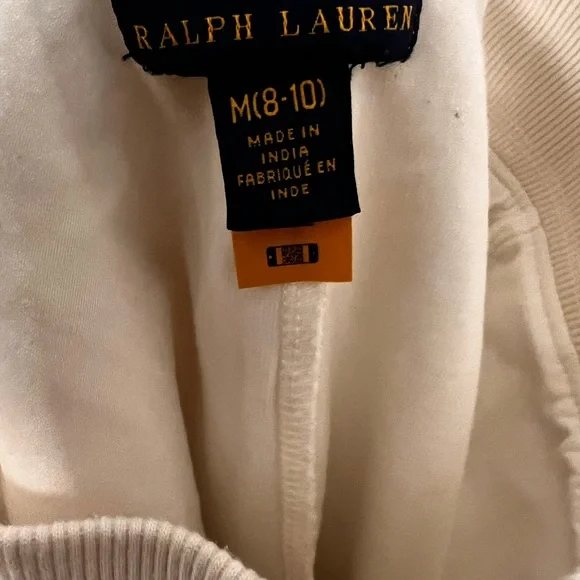 RALPH LAUREN
M(8-10)
MADE IN
INDIA
FABRIQUÉ EN
INDE